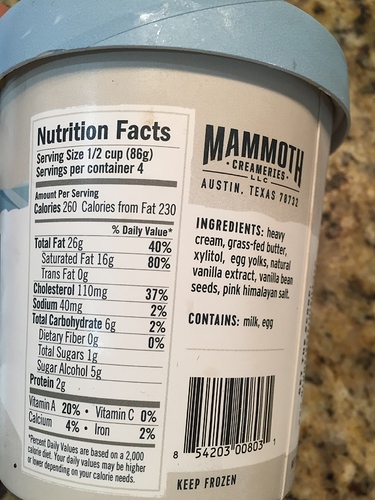 Nutrition Facts
Serving Size 1/2 cup (86g)
Servings per container 4
Amount Per Serving
Calories 260 Calories from Fat 230
% Daily Value*
Total Fat 26g 40%
Saturated Fat 16g 80%
Trans Fat 0g
Cholesterol 110mg 37%
Sodium 40mg 2%
Total Carbohydrate 6g 2%
Dietary Fiber 0g 0%
Total Sugars 1g
Sugar Alcohol 5g
Protein 2g
Vitamin A 20% • Vitamin C 0%
Calcium 4% • Iron 2%
*Percent Daily Values are based on a 2,000
calorie diet. Your daily values may be higher
or lower depending on your calorie needs.
MAMMOTH
• CREAMERIES •
LLC
AUSTIN, TEXAS 78732
INGREDIENTS: heavy
cream, grass-fed butter,
xylitol, egg yolks, natural
vanilla extract, vanilla bean
seeds, pink himalayan salt.
CONTAINS: milk, egg
8 54203 00803 1
KEEP FROZEN